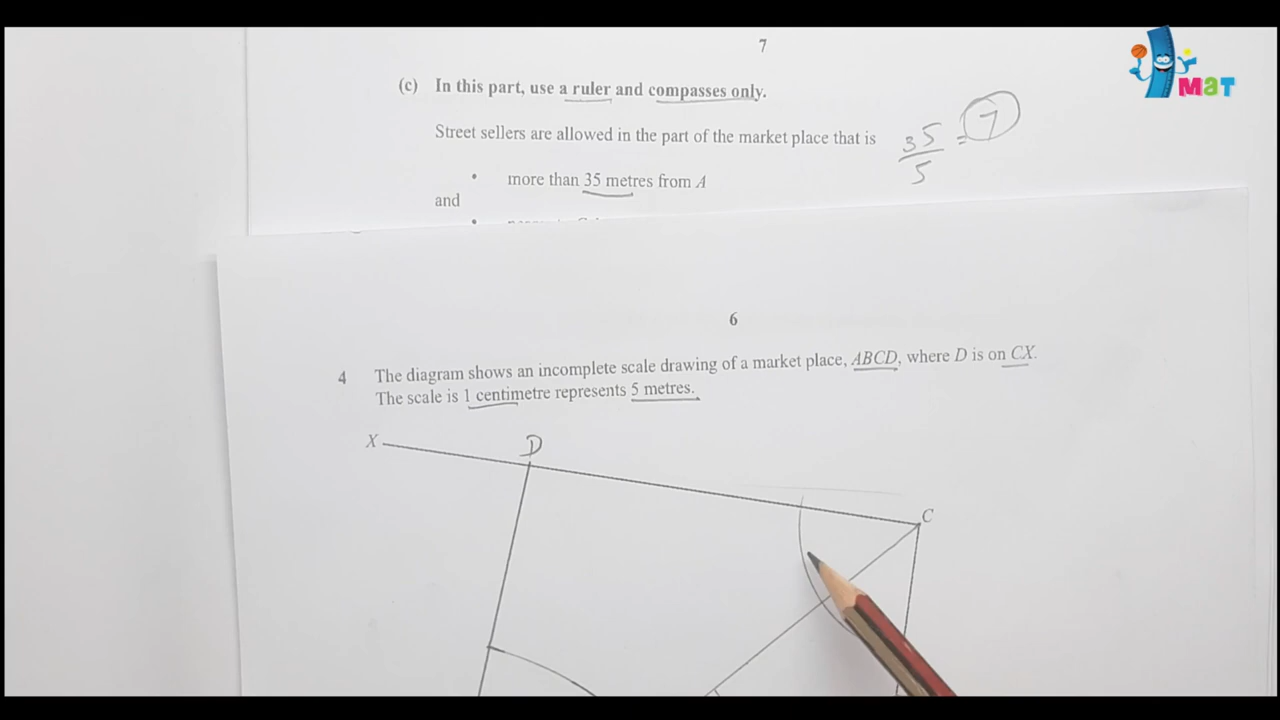 7
(c) In this part, use a ruler and compasses only.
Street sellers are allowed in the part of the market place that is
35
5
= 7
• more than 35 metres from A
and
•
6
4 The diagram shows an incomplete scale drawing of a market place, ABCD, where D is on CX.
The scale is 1 centimetre represents 5 metres.
X
D
C
MaT